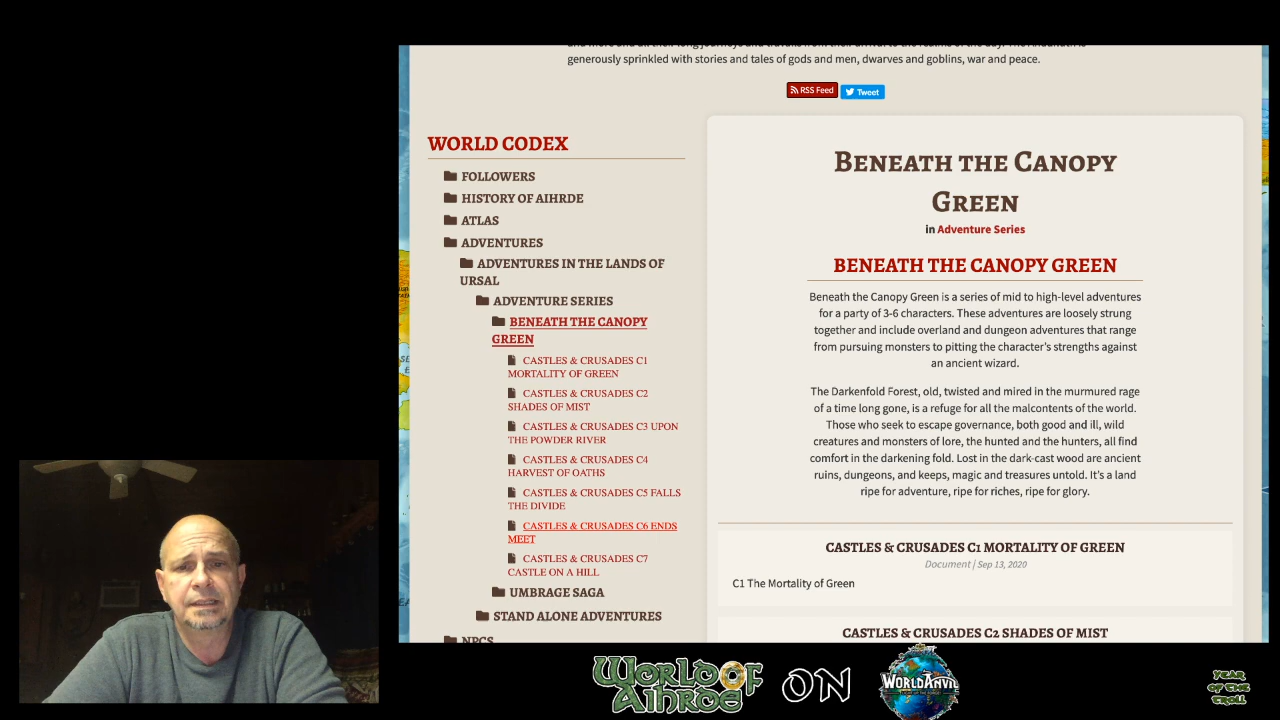 generously sprinkled with stories and tales of gods and men, dwarves and goblins, war and peace.
RSS Feed
Tweet
WORLD CODEX
FOLLOWERS
HISTORY OF AIHRDE
ATLAS
ADVENTURES
ADVENTURES IN THE LANDS OF
URSAL
ADVENTURE SERIES
BENEATH THE CANOPY
GREEN
CASTLES & CRUSADES C1
MORTALITY OF GREEN
CASTLES & CRUSADES C2
SHADES OF MIST
CASTLES & CRUSADES C3 UPON
THE POWDER RIVER
CASTLES & CRUSADES C4
HARVEST OF OATHS
CASTLES & CRUSADES C5 FALLS
THE DIVIDE
CASTLES & CRUSADES C6 ENDS
MEET
CASTLES & CRUSADES C7
CASTLE ON A HILL
UMBRAGE SAGA
STAND ALONE ADVENTURES
NPCS
Beneath the Canopy
Green
in Adventure Series
BENEATH THE CANOPY GREEN
Beneath the Canopy Green is a series of mid to high-level adventures
for a party of 3-6 characters. These adventures are loosely strung
together and include overland and dungeon adventures that range
from pursuing monsters to pitting the character's strengths against
an ancient wizard.
The Darkenfold Forest, old, twisted and mired in the murmured rage
of a time long gone, is a refuge for all the malcontents of the world.
Those who seek to escape governance, both good and ill, wild
creatures and monsters of lore, the hunted and the hunters, all find
comfort in the darkening fold. Lost in the dark-cast wood are ancient
ruins, dungeons, and keeps, magic and treasures untold. It's a land
ripe for adventure, ripe for riches, ripe for glory.
CASTLES & CRUSADES C1 MORTALITY OF GREEN
Document | Sep 13, 2020
C1 The Mortality of Green
CASTLES & CRUSADES C2 SHADES OF MIST
WORLD OF
AIHRDE
ON
WORLDANVIL
YEAR
OF THE
TROLL